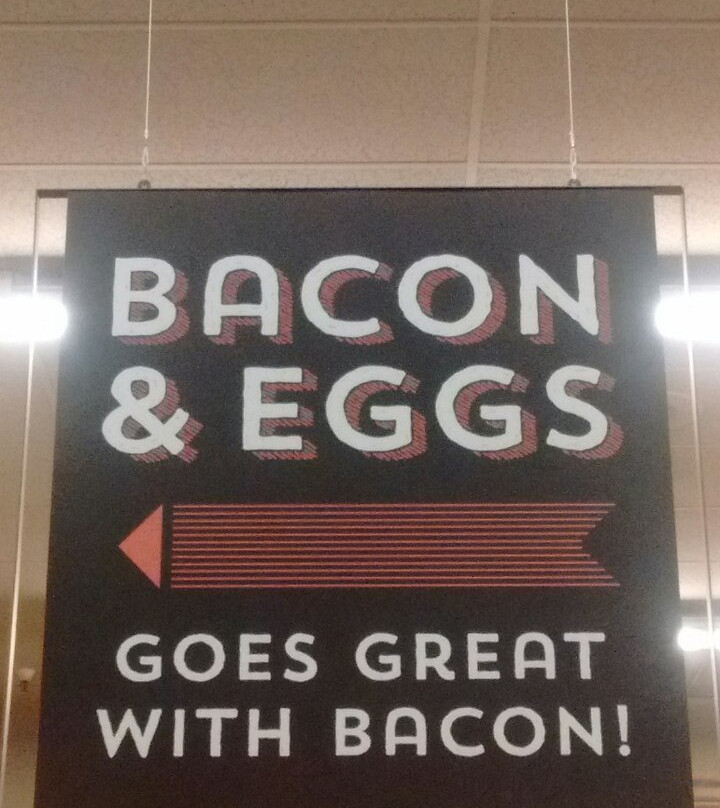 BACON
& EGGS
GOES GREAT
WITH BACON!